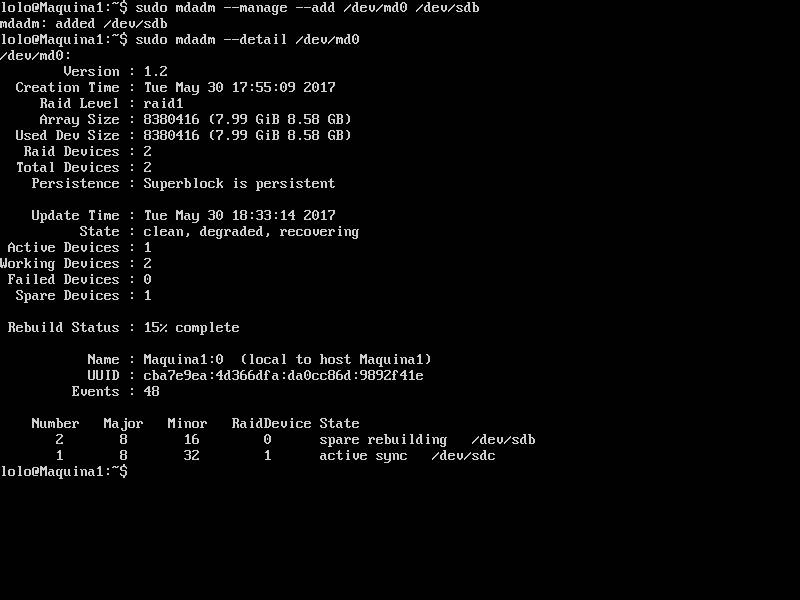 lolo@Maquina1:~$ sudo mdadm --manage --add /dev/md0 /dev/sdb
mdadm: added /dev/sdb
lolo@Maquina1:~$ sudo mdadm --detail /dev/md0
/dev/md0:
        Version : 1.2
  Creation Time : Tue May 30 17:55:09 2017
     Raid Level : raid1
     Array Size : 8380416 (7.99 GiB 8.58 GB)
  Used Dev Size : 8380416 (7.99 GiB 8.58 GB)
   Raid Devices : 2
  Total Devices : 2
    Persistence : Superblock is persistent
    Update Time : Tue May 30 18:33:14 2017
          State : clean, degraded, recovering
 Active Devices : 1
Working Devices : 2
 Failed Devices : 0
  Spare Devices : 1
 Rebuild Status : 15% complete
           Name : Maquina1:0  (local to host Maquina1)
           UUID : cba7e9ea:4d366dfa:da0cc86d:9892f41e
         Events : 48
    Number   Major   Minor   RaidDevice State
       2       8       16        0      spare rebuilding   /dev/sdb
       1       8       32        1      active sync   /dev/sdc
lolo@Maquina1:~$